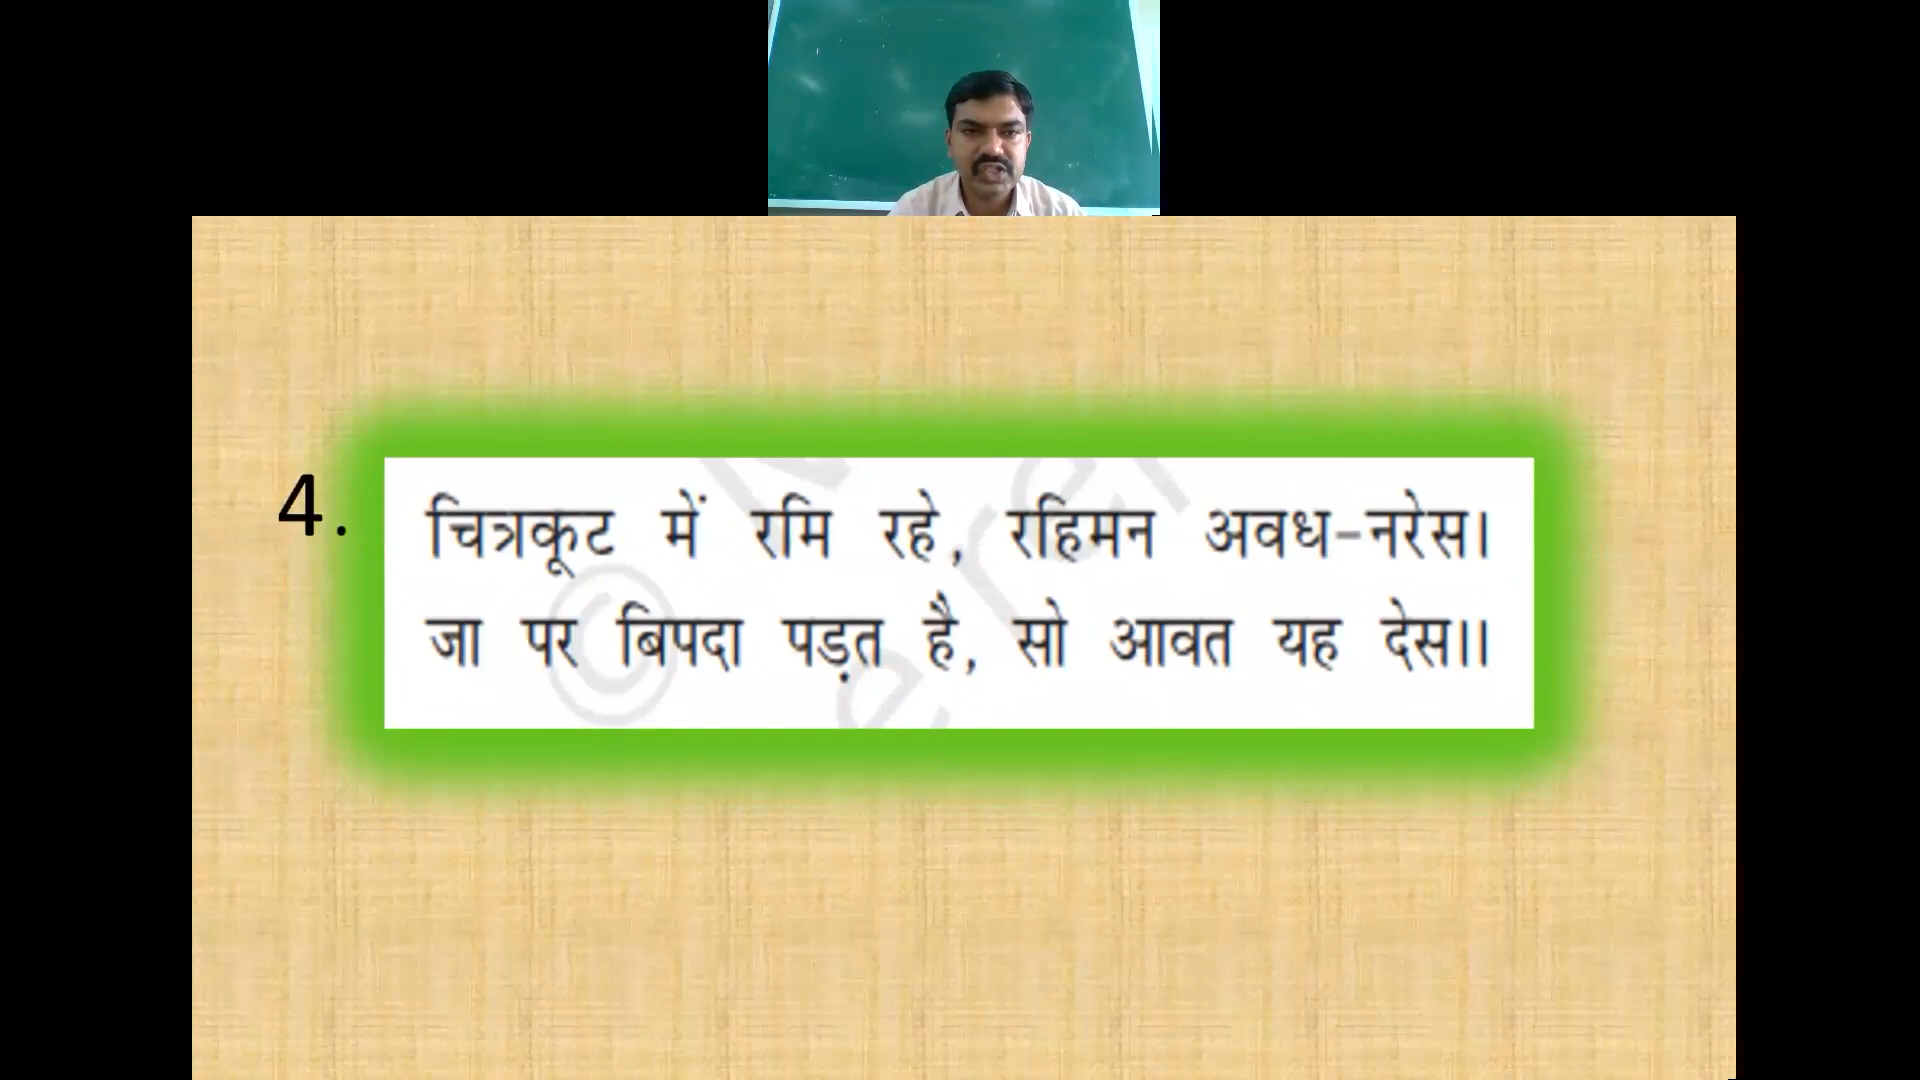 4. चित्रकूट में रमि रहे, रहिमन अवध-नरेस।
जा पर बिपदा पड़त है, सो आवत यह देस।।